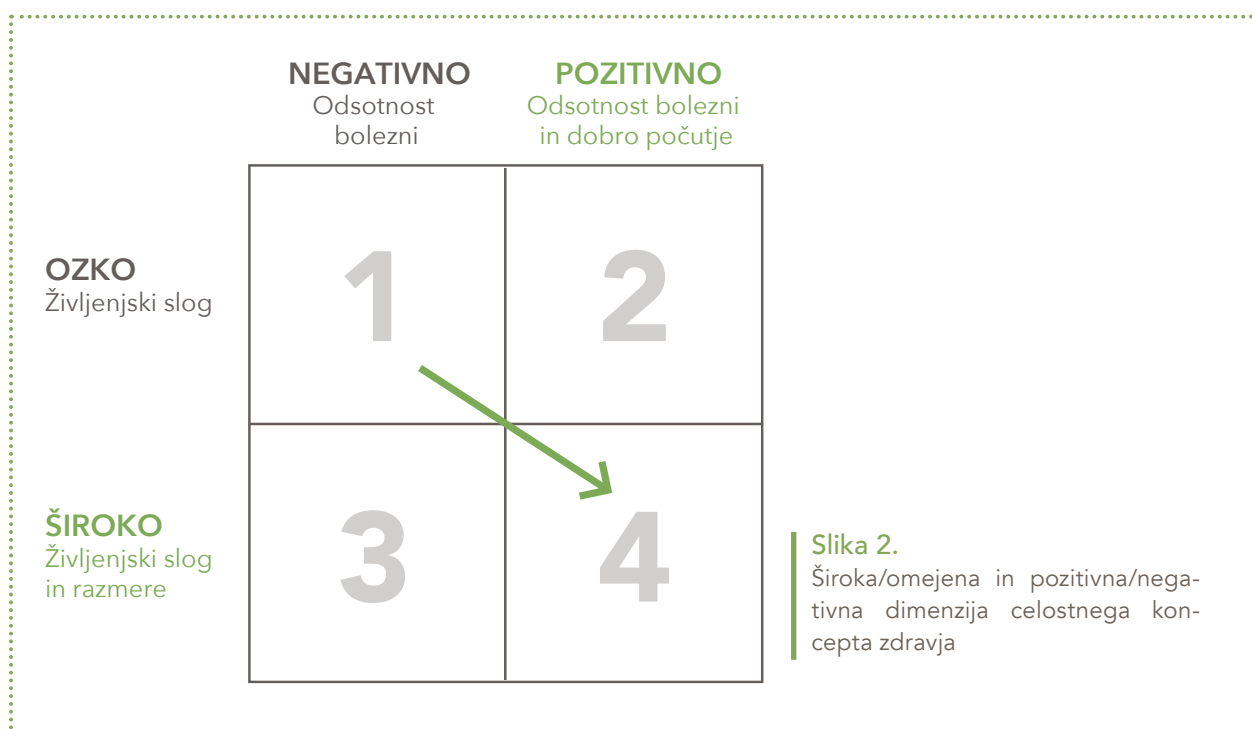 NEGATIVNO
Odsotnost
bolezni
POZITIVNO
Odsotnost bolezni
in dobro počutje
OZKO
Življenjski slog
1
2
ŠIROKO
Življenjski slog
in razmere
3
4
Slika 2.
Široka/omejena in pozitivna/nega-
tivna dimenzija celostnega kon-
cepta zdravja